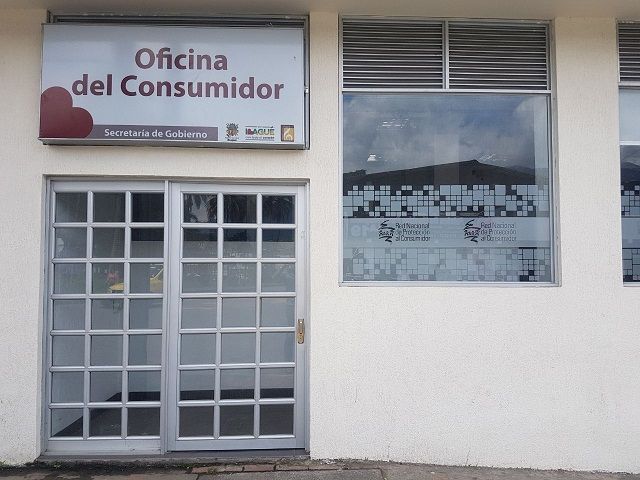 Oficina
del Consumidor
Secretaría de Gobierno
IBAGUÉ
Red Nacional
de Protección
al Consumidor
Red Nacional
de Protección
al Consumidor